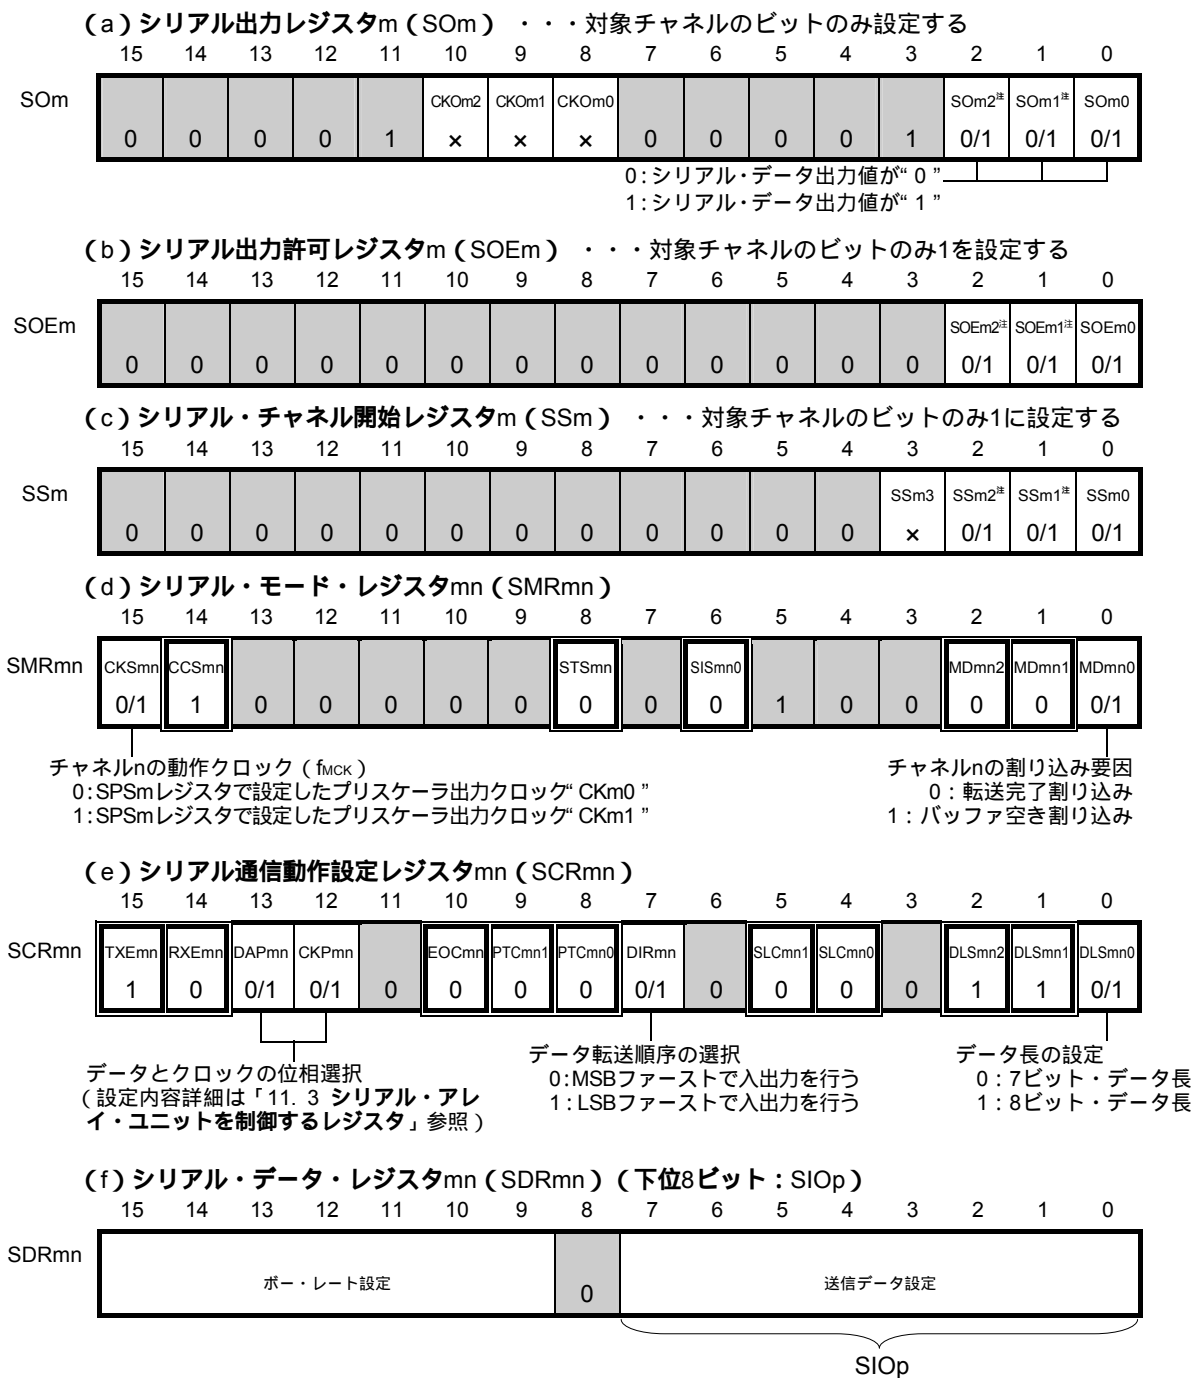 (a)シリアル出力レジスタm(SOm) ・・・対象チャネルのビットのみ設定する
15 14 13 12 11 10 9 8 7 6 5 4 3 2 1 0
SOm
CKOm2 CKOm1 CKOm0 SOm2注 SOm1注 SOm0
0 0 0 0 1 × × × 0 0 0 0 1 0/1 0/1 0/1
0:シリアル・データ出力値が“0”
1:シリアル・データ出力値が“1”
(b)シリアル出力許可レジスタm(SOEm) ・・・対象チャネルのビットのみ1を設定する
15 14 13 12 11 10 9 8 7 6 5 4 3 2 1 0
SOEm
SOEm2注 SOEm1注 SOEm0
0 0 0 0 0 0 0 0 0 0 0 0 0 0/1 0/1 0/1
(c)シリアル・チャネル開始レジスタm(SSm) ・・・対象チャネルのビットのみ1に設定する
15 14 13 12 11 10 9 8 7 6 5 4 3 2 1 0
SSm
SSm3 SSm2注 SSm1注 SSm0
0 0 0 0 0 0 0 0 0 0 0 0 × 0/1 0/1 0/1
(d)シリアル・モード・レジスタmn(SMRmn)
15 14 13 12 11 10 9 8 7 6 5 4 3 2 1 0
SMRmn
CKSmn CCSmn STSmn SISmn0 MDmn2 MDmn1 MDmn0
0/1 1 0 0 0 0 0 0 0 0 1 0 0 0 0 0/1
チャネルnの動作クロック(fMCK)
0:SPSmレジスタで設定したプリスケーラ出力クロック“CKm0”
1:SPSmレジスタで設定したプリスケーラ出力クロック“CKm1”
チャネルnの割り込み要因
0:転送完了割り込み
1:バッファ空き割り込み
(e)シリアル通信動作設定レジスタmn(SCRmn)
15 14 13 12 11 10 9 8 7 6 5 4 3 2 1 0
SCRmn
TXEmn RXEmn DAPmn CKPmn EOCmn PTCmn1 PTCmn0 DIRmn SLCmn1 SLCmn0 DLSmn2 DLSmn1 DLSmn0
1 0 0/1 0/1 0 0 0 0 0/1 0 0 0 0 1 1 0/1
データとクロックの位相選択
(設定内容詳細は「11. 3 シリアル・アレ
イ・ユニットを制御するレジスタ」参照)
データ転送順序の選択
0:MSBファーストで入出力を行う
1:LSBファーストで入出力を行う
データ長の設定
0:7ビット・データ長
1:8ビット・データ長
(f)シリアル・データ・レジスタmn(SDRmn)(下位8ビット:SIOp)
15 14 13 12 11 10 9 8 7 6 5 4 3 2 1 0
SDRmn
ボー・レート設定 0 送信データ設定
SIOp